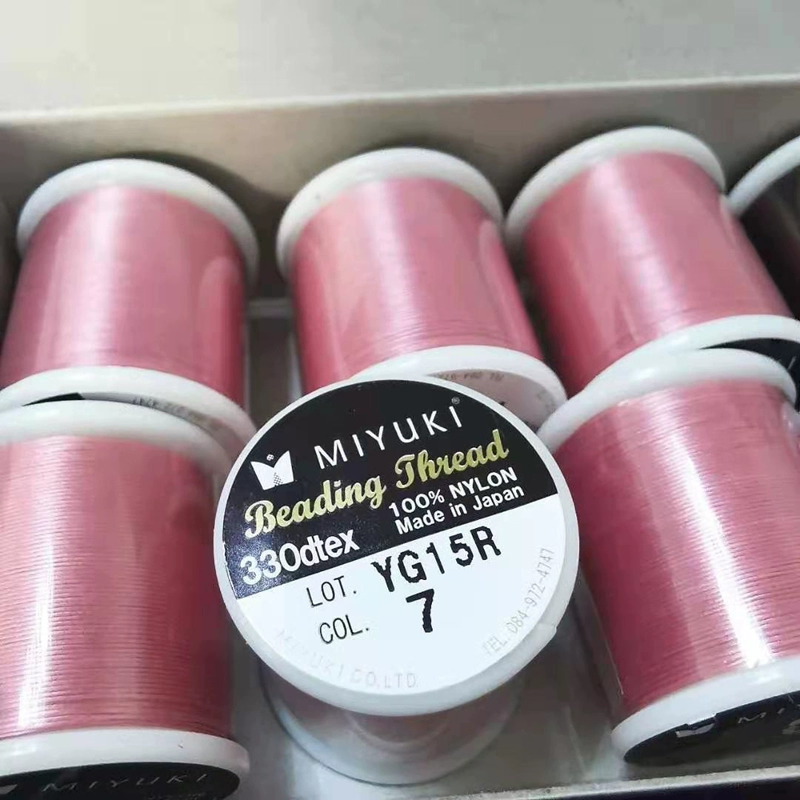 MIYUKI®
Beading Thread
100% NYLON
Made in Japan
330dtex
LOT. YG15R
COL. 7
MIYUKI CO.,LTD.
TEL.084-972-4747
MIYUKI